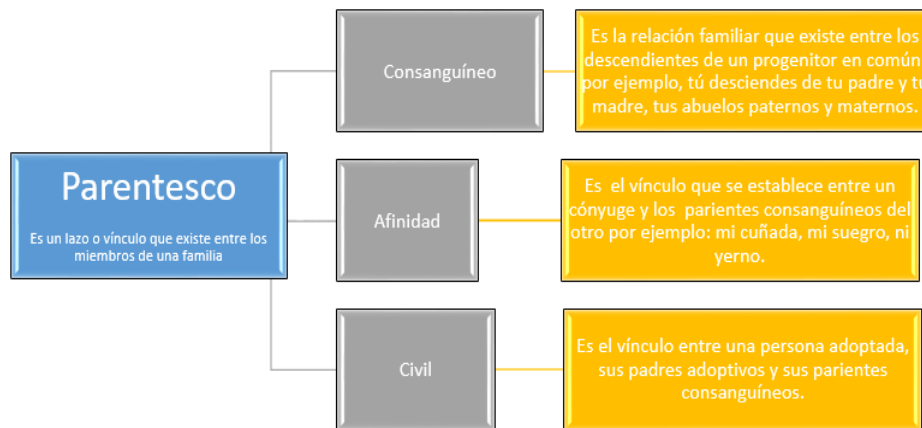 Parentesco
Es un lazo o vínculo que existe entre los
miembros de una familia
Consanguíneo
Es la relación familiar que existe entre los
descendientes de un progenitor en común
por ejemplo, tú desciendes de tu padre y tu
madre, tus abuelos paternos y maternos.
Afinidad
Es el vínculo que se establece entre un
cónyuge y los parientes consanguíneos del
otro por ejemplo: mi cuñada, mi suegro, ni
yerno.
Civil
Es el vínculo entre una persona adoptada,
sus padres adoptivos y sus parientes
consanguíneos.